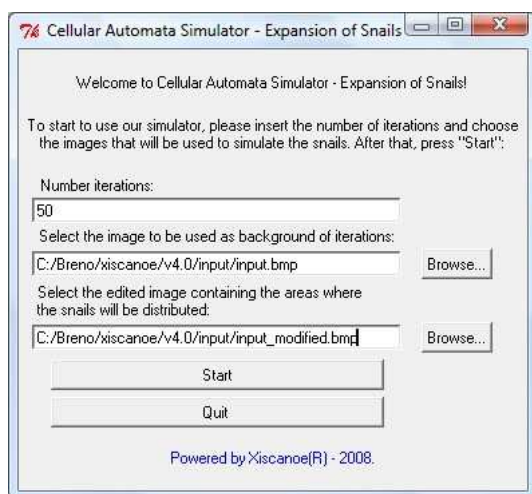 Cellular Automata Simulator - Expansion of Snails
Welcome to Cellular Automata Simulator - Expansion of Snails!
To start to use our simulator, please insert the number of iterations and choose
the images that will be used to simulate the snails. After that, press "Start":
Number iterations:
50
Select the image to be used as background of iterations:
C:/Breno/xiscanoe/v4.0/input/input.bmp
Browse...
Select the edited image containing the areas where
the snails will be distributed:
C:/Breno/xiscanoe/v4.0/input/input_modified.bmp
Browse...
Start
Quit
Powered by Xiscanoe(R) - 2008.